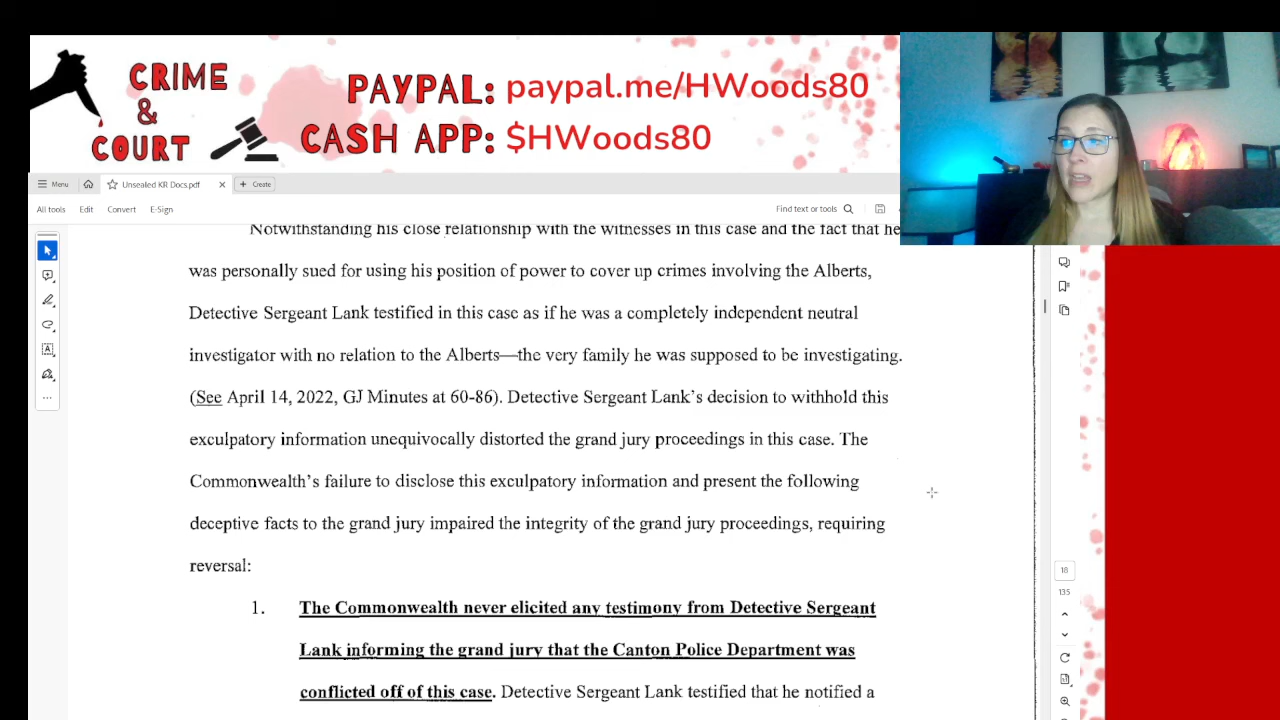 CRIME
&
COURT
PAYPAL: paypal.me/HWoods80
CASH APP: $HWoods80
Menu
Unsealed KR Docs.pdf
Create
All tools
Edit
Convert
E-Sign
Find text or tools
Notwithstanding his close relationship with the witnesses in this case and the fact that he
was personally sued for using his position of power to cover up crimes involving the Alberts,
Detective Sergeant Lank testified in this case as if he was a completely independent neutral
investigator with no relation to the Alberts—the very family he was supposed to be investigating.
(See April 14, 2022, GJ Minutes at 60-86). Detective Sergeant Lank's decision to withhold this
exculpatory information unequivocally distorted the grand jury proceedings in this case. The
Commonwealth's failure to disclose this exculpatory information and present the following
deceptive facts to the grand jury impaired the integrity of the grand jury proceedings, requiring
reversal:
1. The Commonwealth never elicited any testimony from Detective Sergeant
Lank informing the grand jury that the Canton Police Department was
conflicted off of this case. Detective Sergeant Lank testified that he notified a
18
135